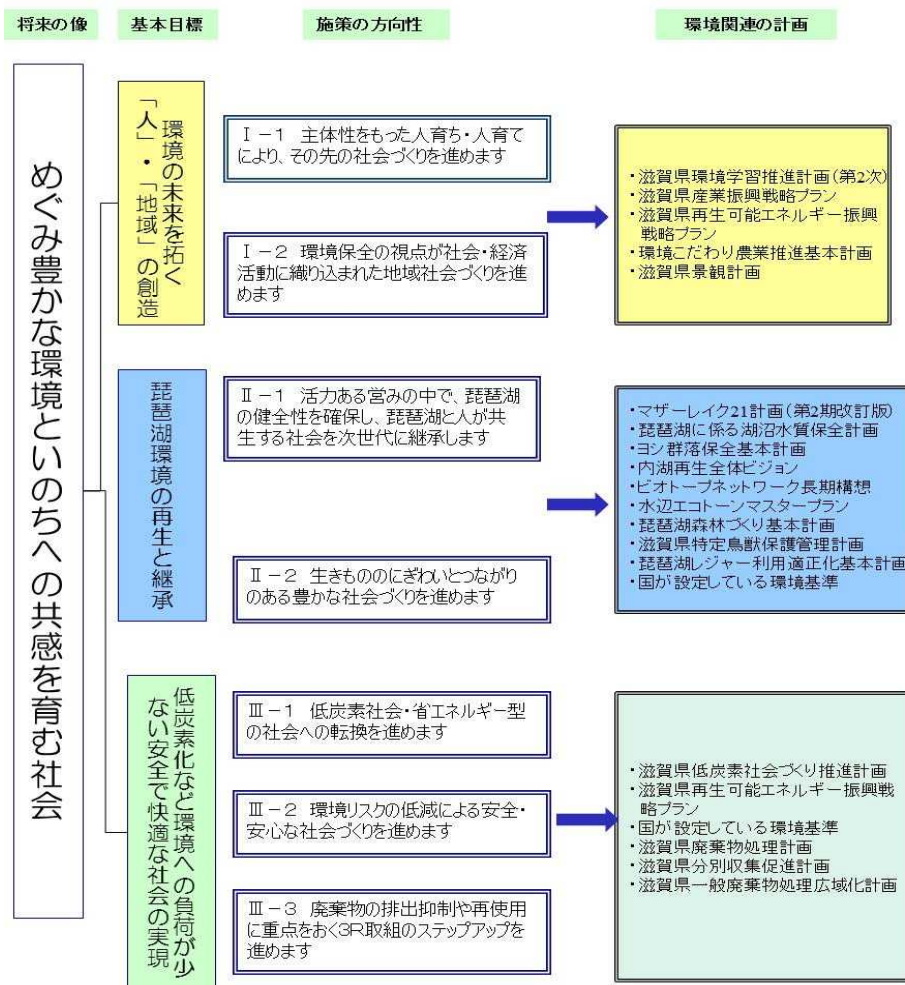 将来の像
基本目標
施策の方向性
環境関連の計画
めぐみ豊かな環境といのちへの共感を育む社会
環境の未来を拓く
「人」・「地域」の創造
Ⅰ－1 主体性をもった人育ち・人育て
により、その先の社会づくりを進めます
Ⅰ－2 環境保全の視点が社会・経済
活動に織り込まれた地域社会づくりを進
めます
・滋賀県環境学習推進計画(第2次)
・滋賀県産業振興戦略プラン
・滋賀県再生可能エネルギー振興
戦略プラン
・環境こだわり農業推進基本計画
・滋賀県景観計画
琵琶湖環境の再生と継承
Ⅱ－1 活力ある営みの中で、琵琶湖
の健全性を確保し、琵琶湖と人が共
生する社会を次世代に継承します
Ⅱ－2 生きもののにぎわいとつながり
のある豊かな社会づくりを進めます
・マザーレイク21計画(第2期改訂版)
・琵琶湖に係る湖沼水質保全計画
・ヨシ群落保全基本計画
・内湖再生全体ビジョン
・ビオトープネットワーク長期構想
・水辺エコトーンマスタープラン
・琵琶湖森林づくり基本計画
・滋賀県特定鳥獣保護管理計画
・琵琶湖レジャー利用適正化基本計画
・国が設定している環境基準
低炭素化など環境への負荷が少
ない安全で快適な社会の実現
Ⅲ－1 低炭素社会・省エネルギー型
の社会への転換を進めます
Ⅲ－2 環境リスクの低減による安全・
安心な社会づくりを進めます
Ⅲ－3 廃棄物の排出抑制や再使用
に重点をおく3R取組のステップアップを
進めます
・滋賀県低炭素社会づくり推進計画
・滋賀県再生可能エネルギー振興戦
略プラン
・国が設定している環境基準
・滋賀県廃棄物処理計画
・滋賀県分別収集促進計画
・滋賀県一般廃棄物処理広域化計画